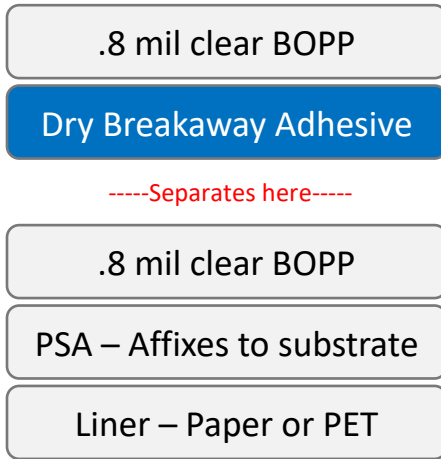 .8 mil clear BOPP
Dry Breakaway Adhesive
-----Separates here-----
.8 mil clear BOPP
PSA – Affixes to substrate
Liner – Paper or PET